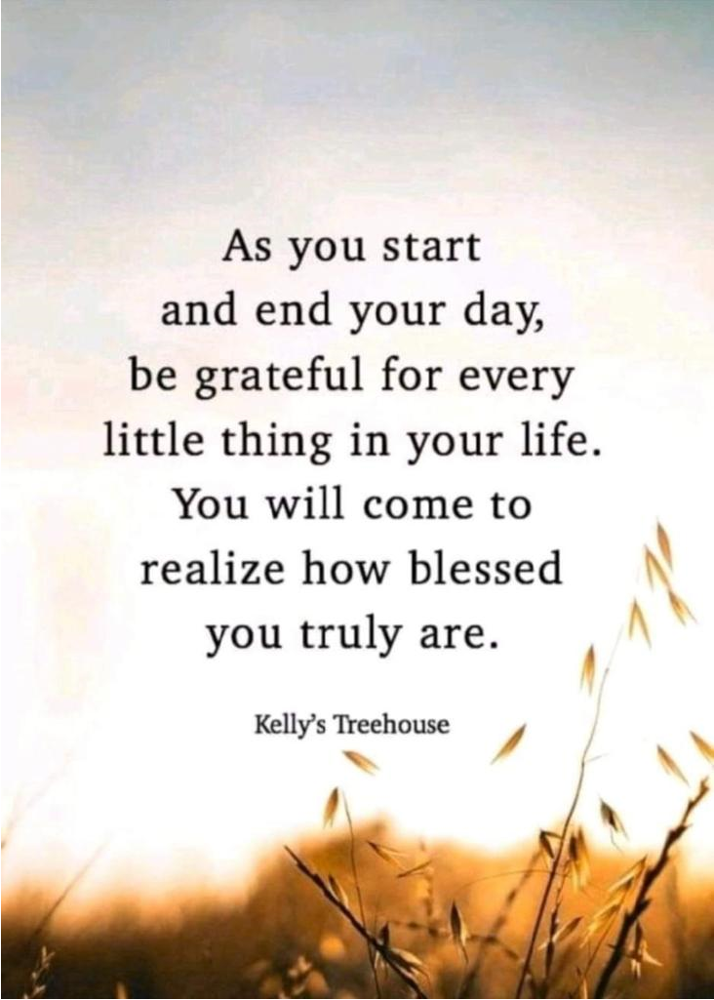 As you start
and end your day,
be grateful for every
little thing in your life.
You will come to
realize how blessed
you truly are.
Kelly's Treehouse